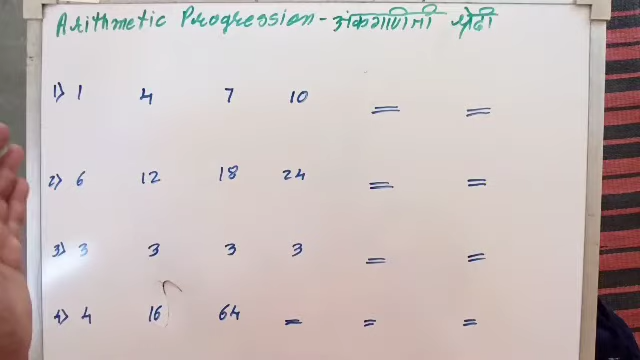 Arithmetic Progression - अंकगणिती श्रेढी
1) 1 4 7 10 = =
2) 6 12 18 24 = =
3) 3 3 3 3 = =
4) 4 16 64 = = =